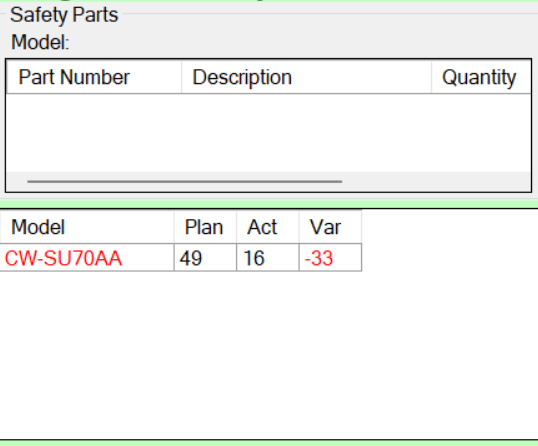 Safety Parts
Model:
Part Number Description Quantity
Model Plan Act Var
CW-SU70AA 49 16 -33